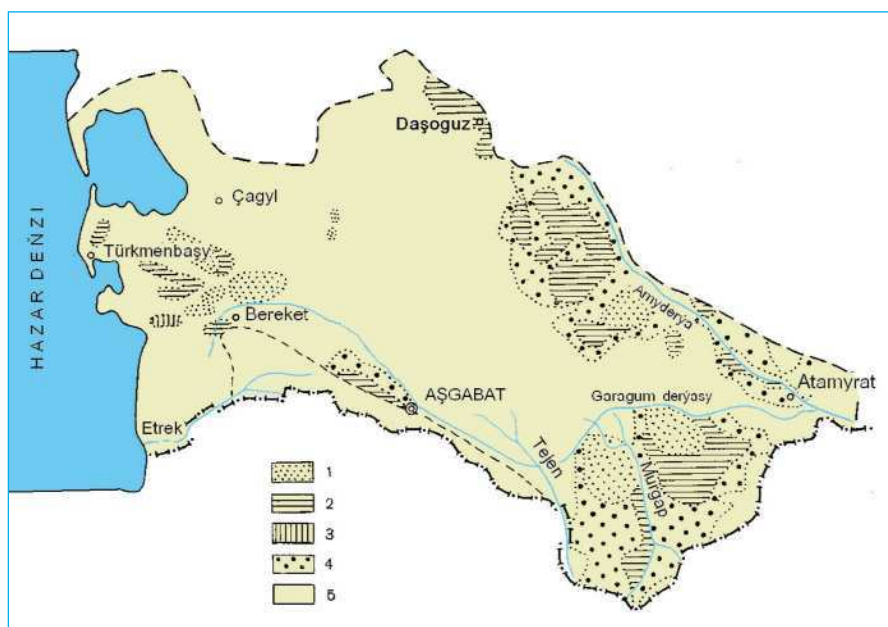 HAZAR DEŇZI
Daşoguz
Çagyl
Türkmenbaşy
Bereket
Amyderýa
Atamyrat
Garagum derýasy
AŞGABAT
Etrek
Tejen
Murgap
1
2
3
4
5